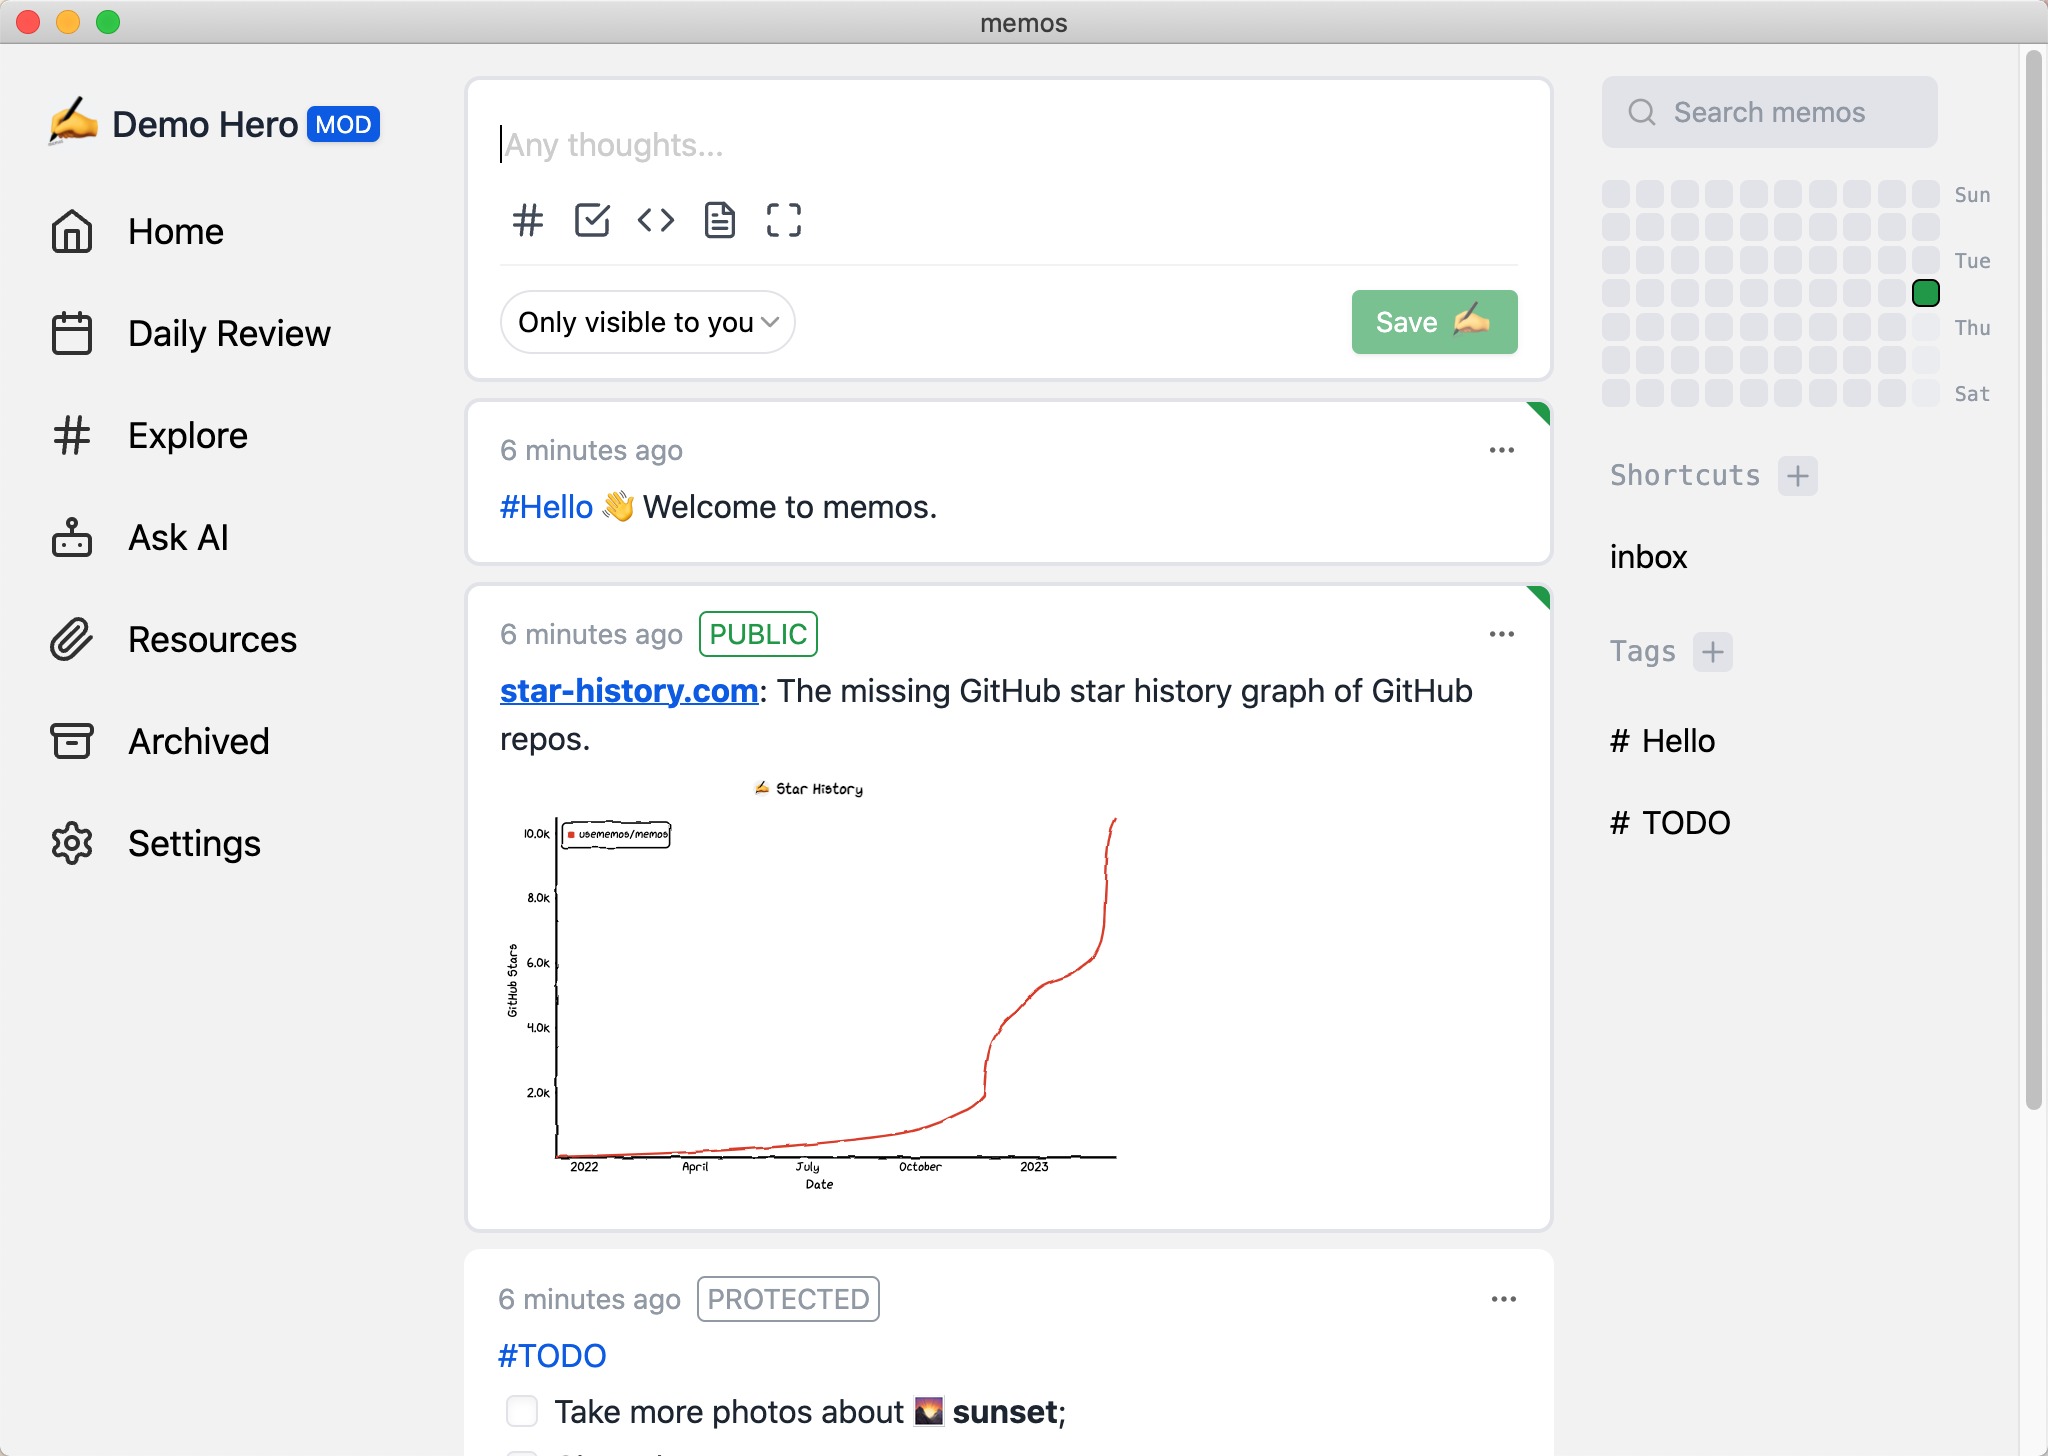 memos
Demo Hero MOD
Home
Daily Review
Explore
Ask AI
Resources
Archived
Settings
Any thoughts...
Only visible to you
Save
6 minutes ago
#Hello 👋 Welcome to memos.
6 minutes ago PUBLIC
star-history.com: The missing GitHub star history graph of GitHub
repos.
Star History
usememos/memos
10.0k
8.0k
6.0k
4.0k
2.0k
GitHub Stars
2022 April July October 2023
Date
6 minutes ago PROTECTED
#TODO
Take more photos about 🌄 sunset;
Search memos
Sun
Tue
Thu
Sat
Shortcuts +
inbox
Tags +
# Hello
# TODO